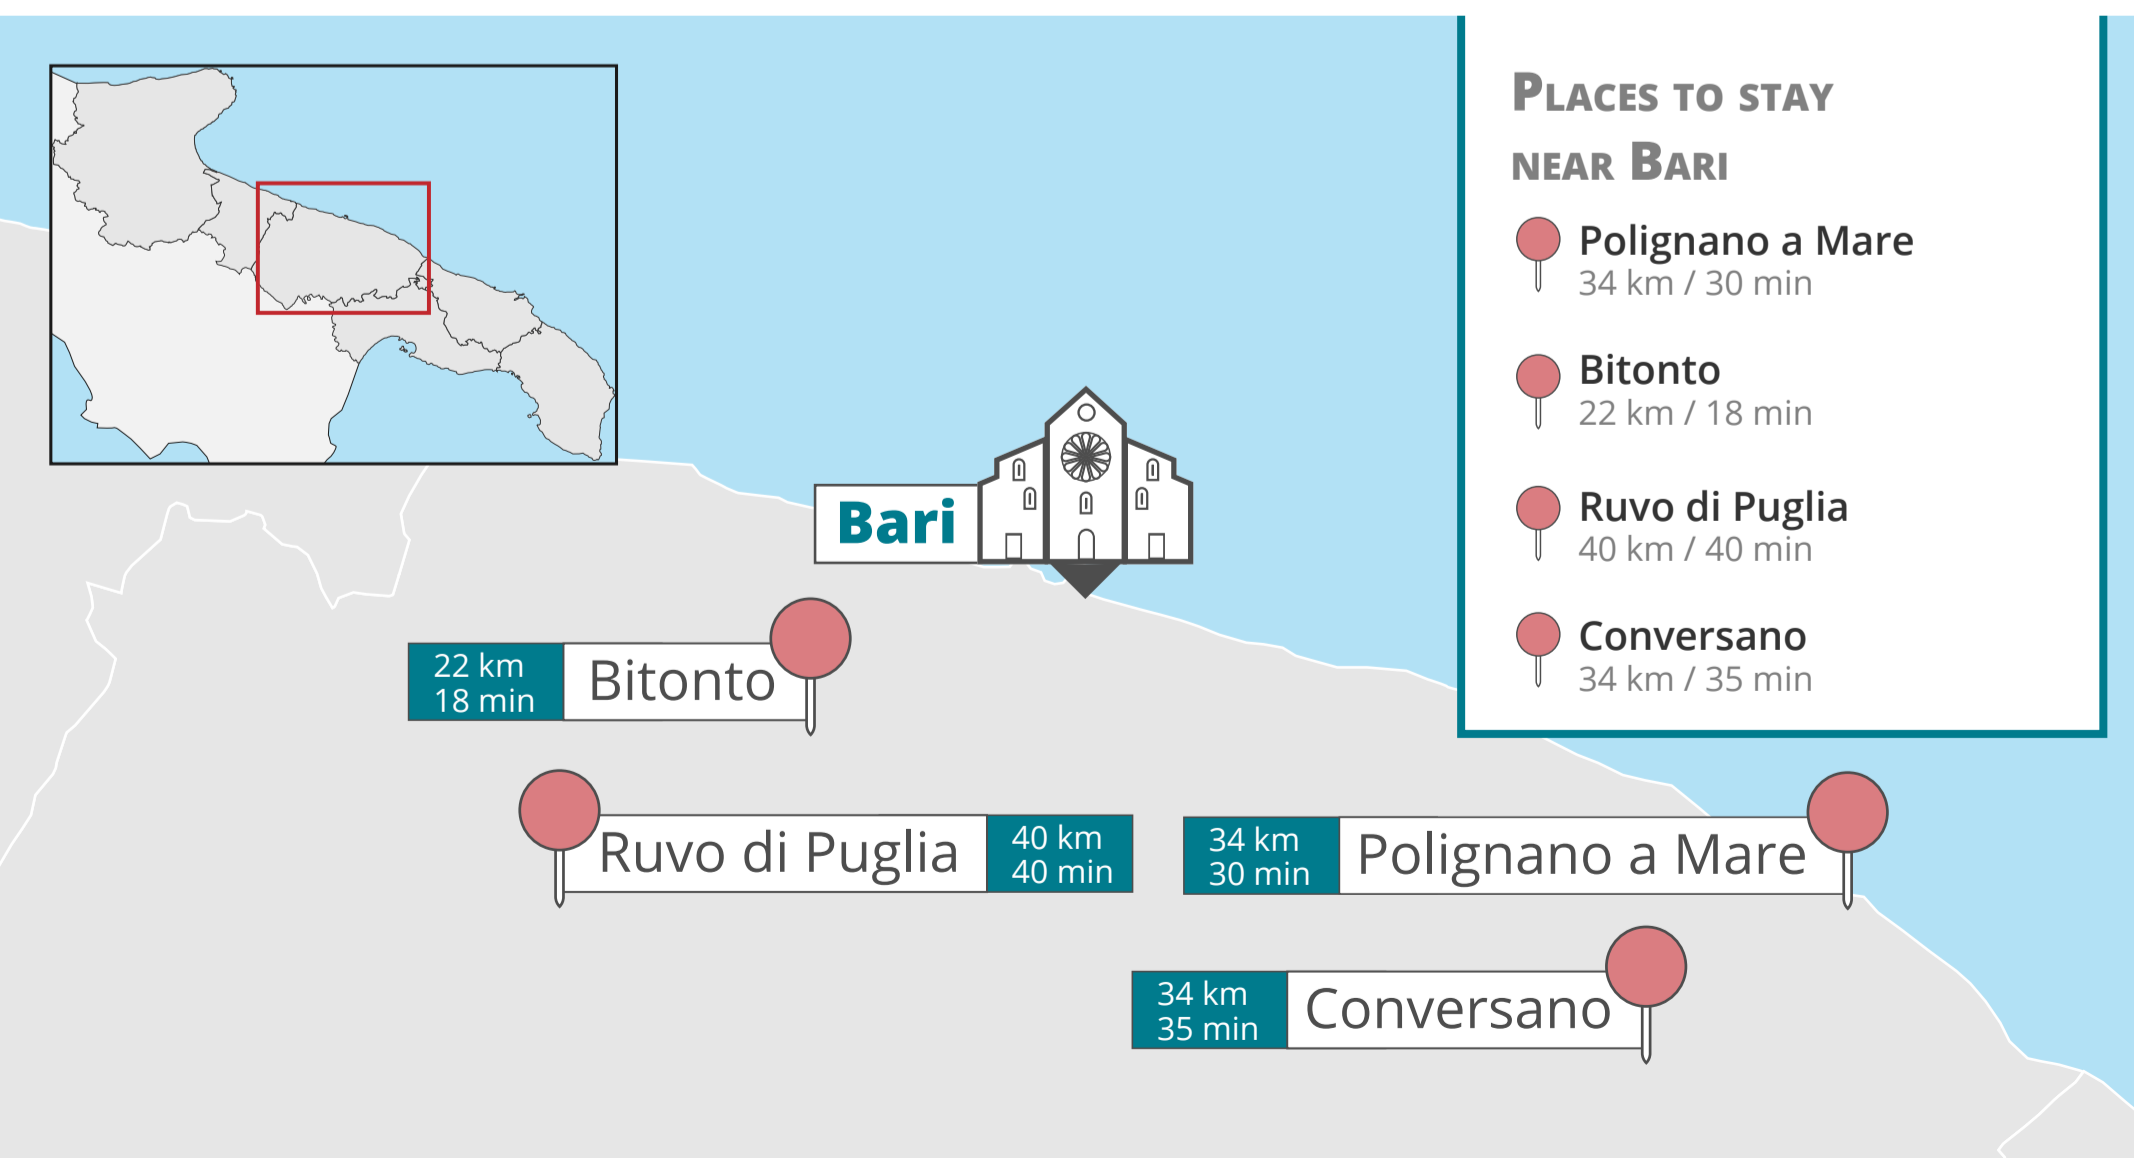 PLACES TO STAY
NEAR BARI
Polignano a Mare
34 km / 30 min
Bitonto
22 km / 18 min
Ruvo di Puglia
40 km / 40 min
Conversano
34 km / 35 min
Bari
22 km
18 min
Bitonto
Ruvo di Puglia
40 km
40 min
34 km
30 min
Polignano a Mare
34 km
35 min
Conversano